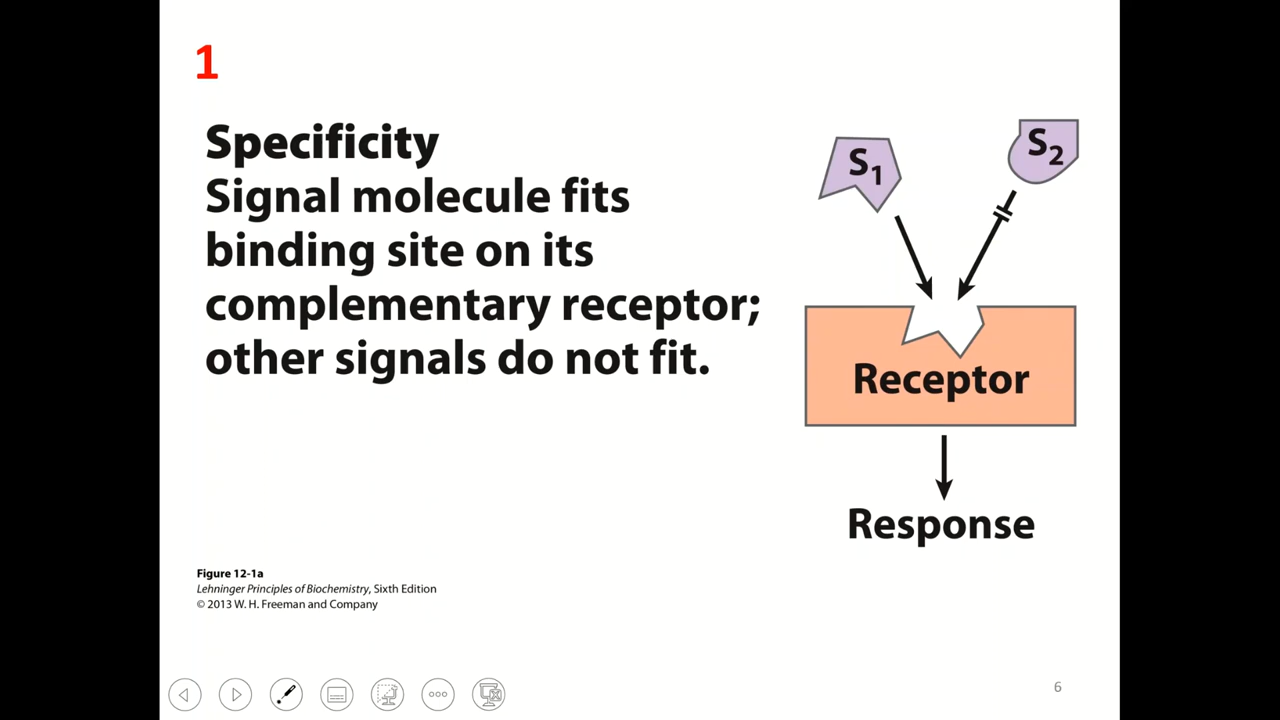 1
Specificity
Signal molecule fits
binding site on its
complementary receptor;
other signals do not fit.
S₁
S₂
Receptor
Response
Figure 12-1a
Lehninger Principles of Biochemistry, Sixth Edition
© 2013 W. H. Freeman and Company
6